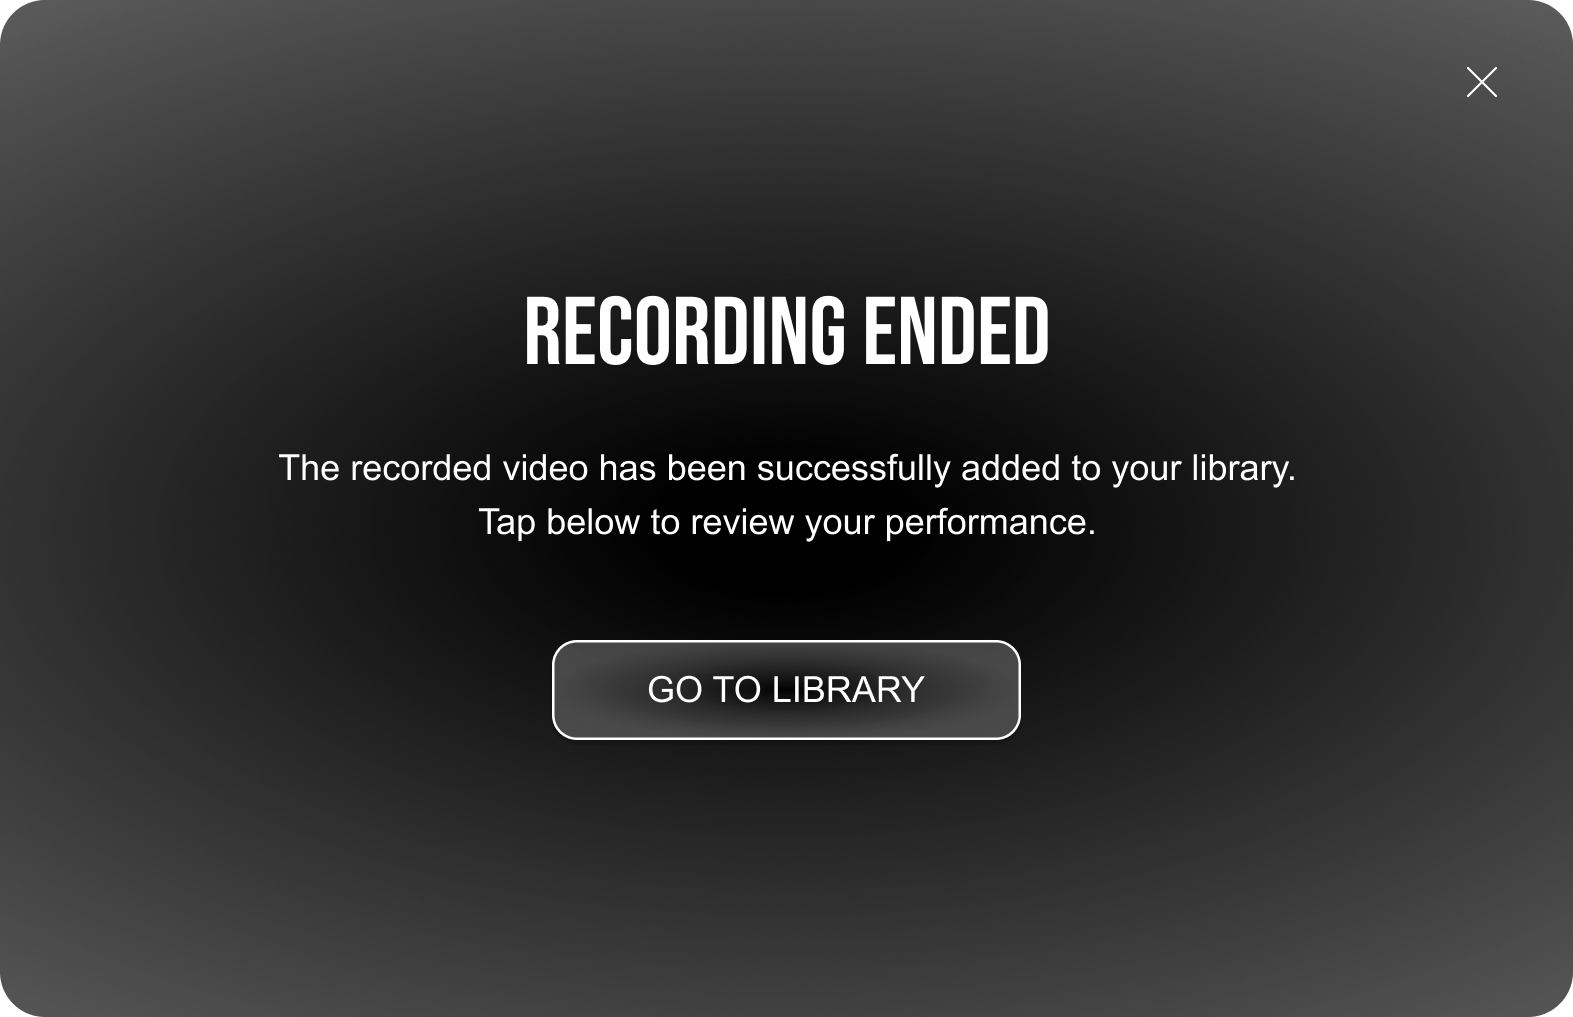 RECORDING ENDED
The recorded video has been successfully added to your library.
Tap below to review your performance.
GO TO LIBRARY